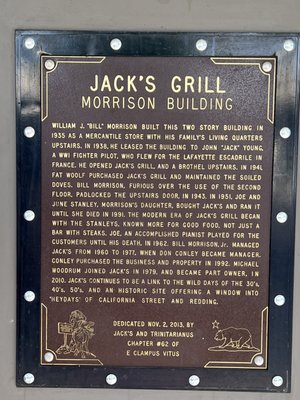 JACK'S GRILL
MORRISON BUILDING
WILLIAM J. "BILL" MORRISON BUILT THIS TWO STORY BUILDING IN
1935 AS A MERCANTILE STORE WITH HIS FAMILY'S LIVING QUARTERS
UPSTAIRS. IN 1938, HE LEASED THE BUILDING TO JOHN "JACK" YOUNG,
A WWI FIGHTER PILOT, WHO FLEW FOR THE LAFAYETTE ESCADRILE IN
FRANCE. HE OPENED JACK'S GRILL, AND A BROTHEL UPSTAIRS. IN 1941,
FAT WOOLF PURCHASED JACK'S GRILL AND MAINTAINED THE SOILED
DOVES. BILL MORRISON, FURIOUS OVER THE USE OF THE SECOND
FLOOR, PADLOCKED THE UPSTAIRS DOOR, IN 1943. IN 1951, JOE AND
JUNE STANLEY, MORRISON'S DAUGHTER, BOUGHT JACK'S AND RAN IT
UNTIL SHE DIED IN 1991. THE MODERN ERA OF JACK'S GRILL BEGAN
WITH THE STANLEYS, KNOWN MORE FOR GOOD FOOD, NOT JUST A
BAR WITH STEAKS. JOE, AN ACCOMPLISHED PIANIST PLAYED FOR THE
CUSTOMERS UNTIL HIS DEATH, IN 1962. BILL MORRISON, JR. MANAGED
JACK'S FROM 1960 TO 1977, WHEN DON CONLEY BECAME MANAGER.
CONLEY PURCHASED THE BUSINESS AND PROPERTY IN 1992. MICHAEL
WOODRUM JOINED JACK'S IN 1979, AND BECAME PART OWNER, IN
2010. JACK'S CONTINUES TO BE A LINK TO THE WILD DAYS OF THE 30's,
40's, 50's, AND AN HISTORIC SITE OFFERING A WINDOW INTO
"HEYDAYS" OF CALIFORNIA STREET AND REDDING.
DEDICATED NOV. 2, 2013, BY
JACK'S AND TRINITARIANUS
CHAPTER #62 OF
E CLAMPUS VITUS